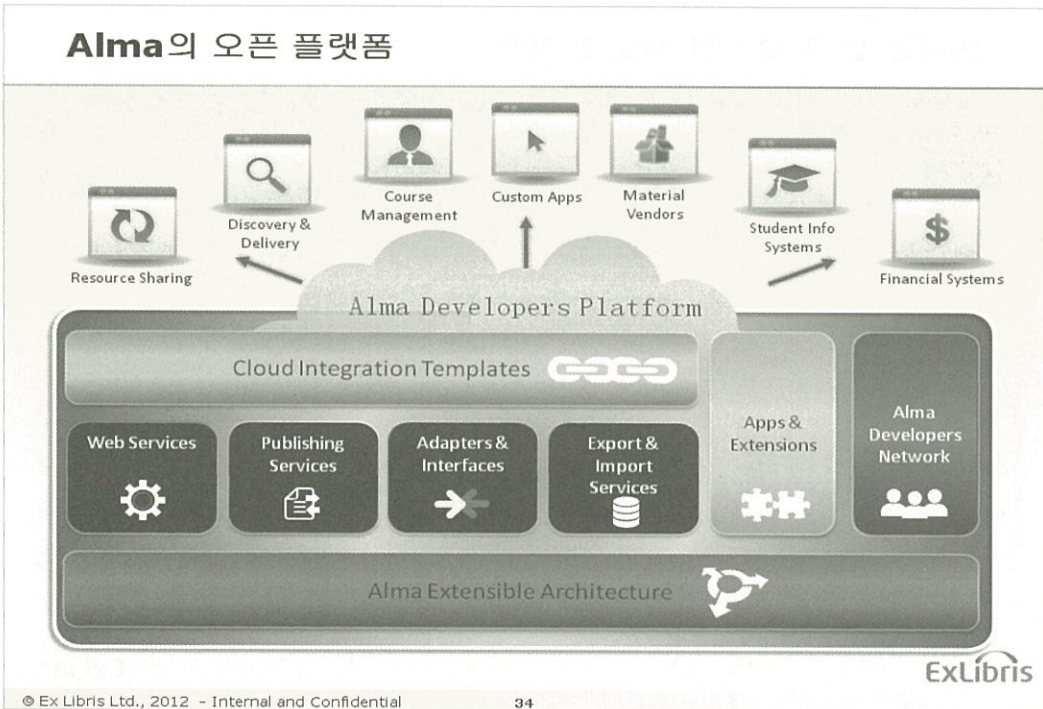 Alma의 오픈 플랫폼
Resource Sharing
Discovery &
Delivery
Course
Management
Custom Apps
Material
Vendors
Student Info
Systems
Financial Systems
Alma Developers Platform
Cloud Integration Templates
Web Services
Publishing
Services
Adapters &
Interfaces
Export &
Import
Services
Apps &
Extensions
Alma
Developers
Network
Alma Extensible Architecture
ExLibris
© Ex Libris Ltd., 2012 - Internal and Confidential
34